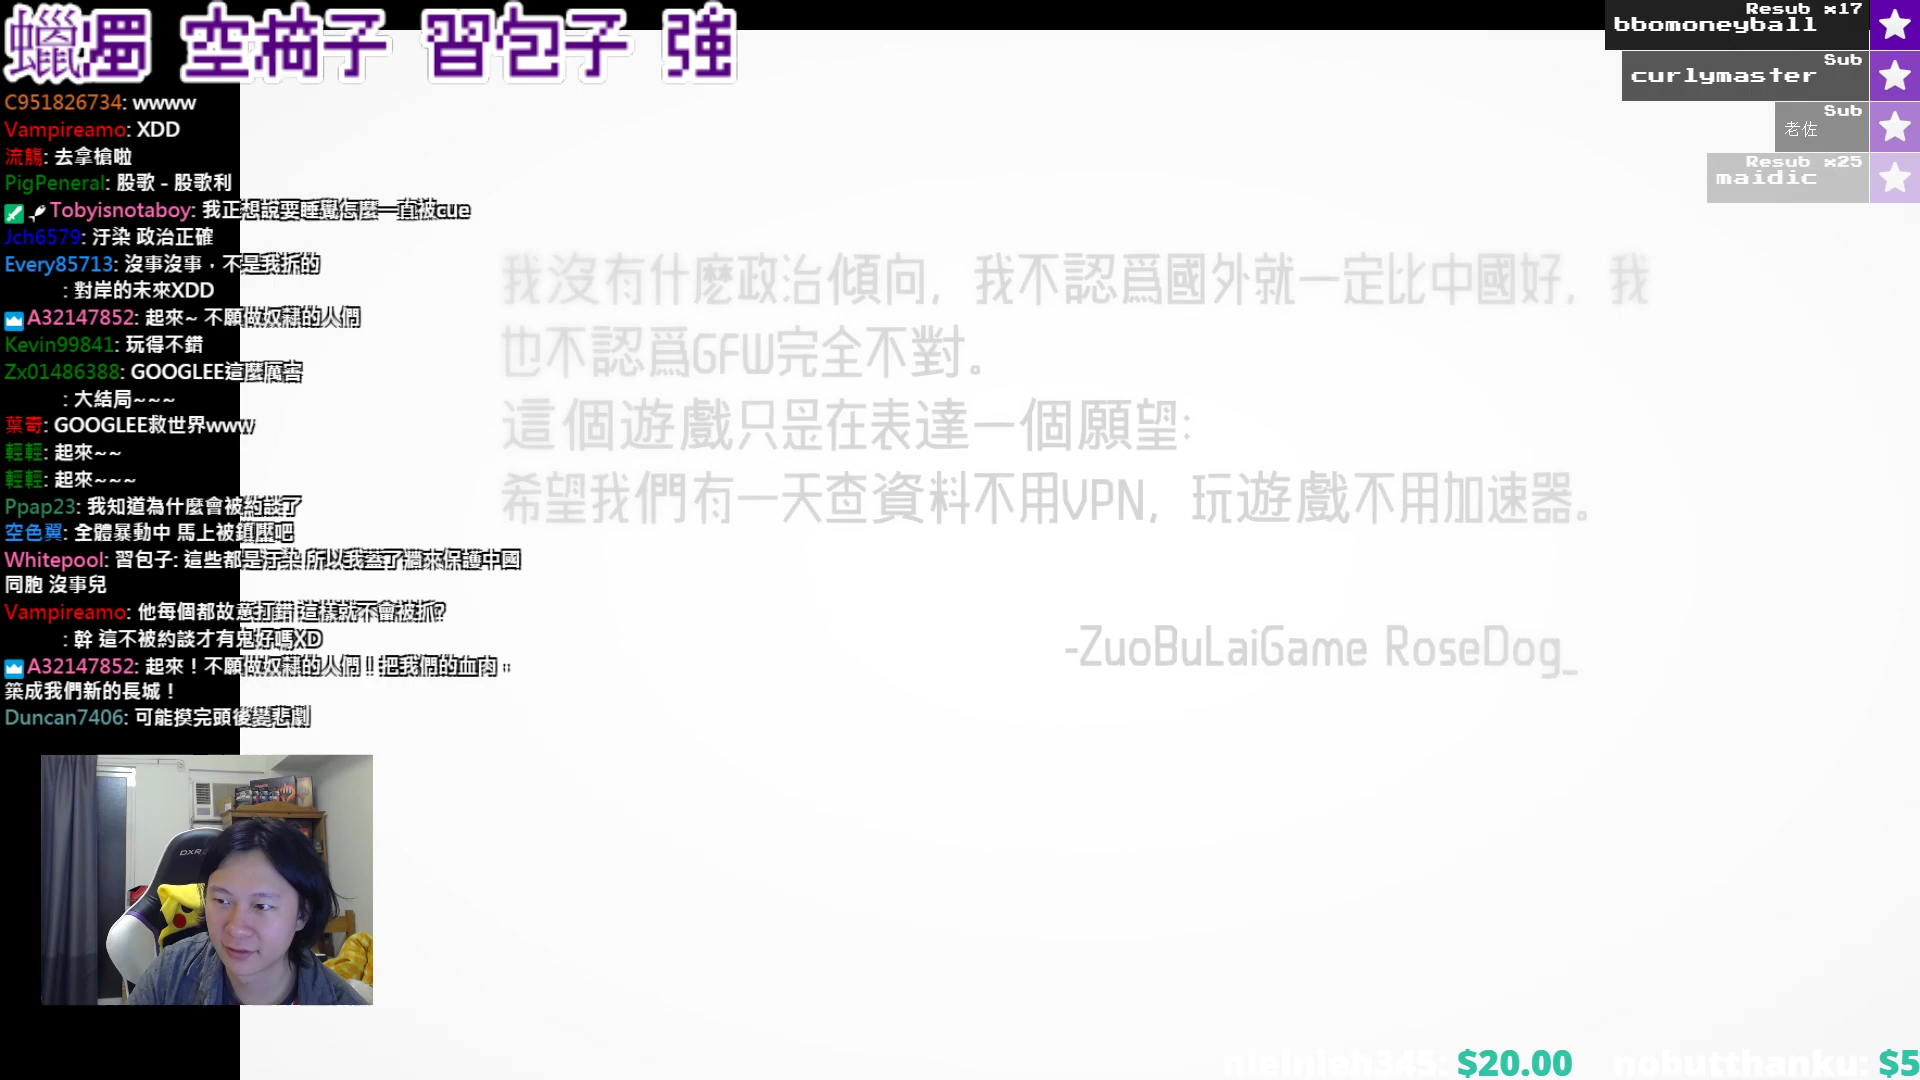 蠟燭 空椅子 習包子 強
C951826734: wwww
Vampireamo: XDD
流觴: 去拿槍啦
PigPeneral: 股歌 - 股歌利
Tobyisnotaboy: 我正想說要睡覺怎麼一直被cue
Jch6579: 汙染 政治正確
Every85713: 沒事沒事，不是我拆的
: 對岸的未來XDD
A32147852: 起來~ 不願做奴隸的人們
Kevin99841: 玩得不錯
Zx01486388: GOOGLEE這麼厲害
: 大结局~~~
葉奇: GOOGLEE救世界www
輕輕: 起來~~
輕輕: 起來~~~
Ppap23: 我知道為什麼會被約談了
空色翼: 全體暴動中 馬上被鎮壓吧
Whitepool: 習包子: 這些都是汙染 所以我蓋了牆來保護中國
同胞 沒事兒
Vampireamo: 他每個都故意打錯 這樣就不會被抓?
: 幹 這不被約談才有鬼好嗎XD
A32147852: 起來！不願做奴隸的人們！把我們的血肉，
築成我們新的長城！
Duncan7406: 可能摸完頭後變悲劇
Resub x17
bbomoneyball
Sub
curlymaster
Sub
老佐
Resub x25
maidic
我沒有什麽政治傾向，我不認爲國外就一定比中國好，我
也不認爲GFW完全不對。
這個遊戲只是在表達一個願望:
希望我們有一天查資料不用VPN，玩遊戲不用加速器。
-ZuoBuLaiGame RoseDog_
DXR
nieinieh345: $20.00 nobutthanku: $5